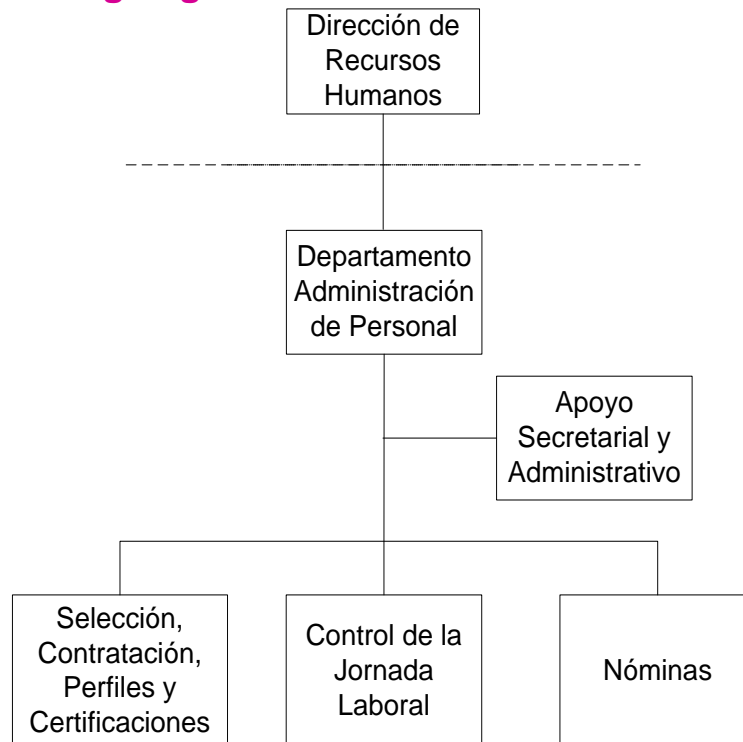 Dirección de
Recursos
Humanos
Departamento
Administración
de Personal
Apoyo
Secretarial y
Administrativo
Selección,
Contratación,
Perfiles y
Certificaciones
Control de la
Jornada
Laboral
Nóminas